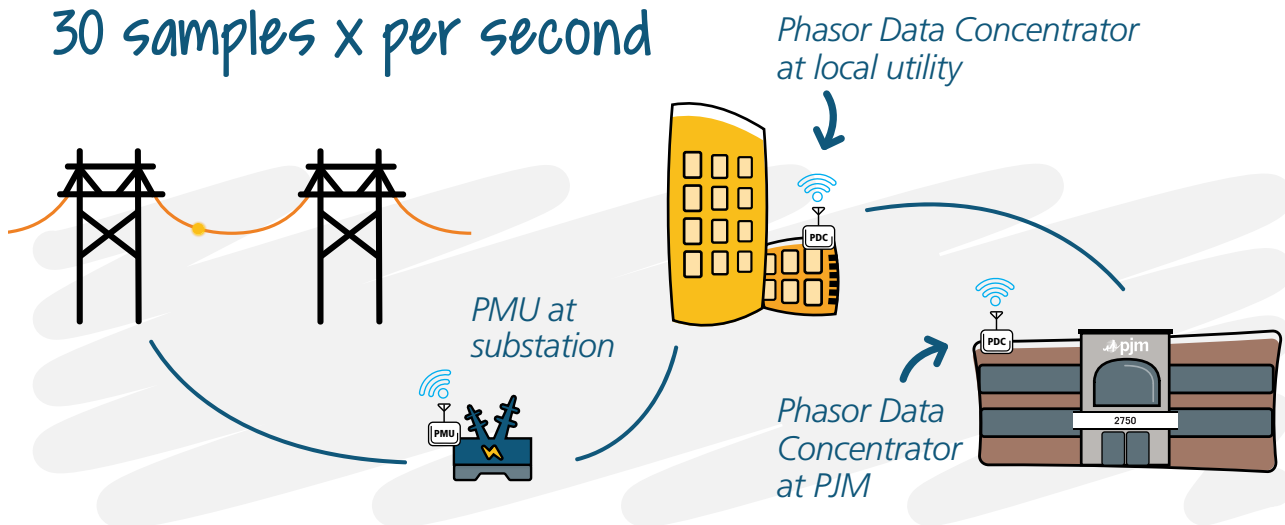 30 samples x per second
Phasor Data Concentrator
at local utility
PDC
PMU at
substation
PMU
PDC
pjm
2750
Phasor Data
Concentrator
at PJM